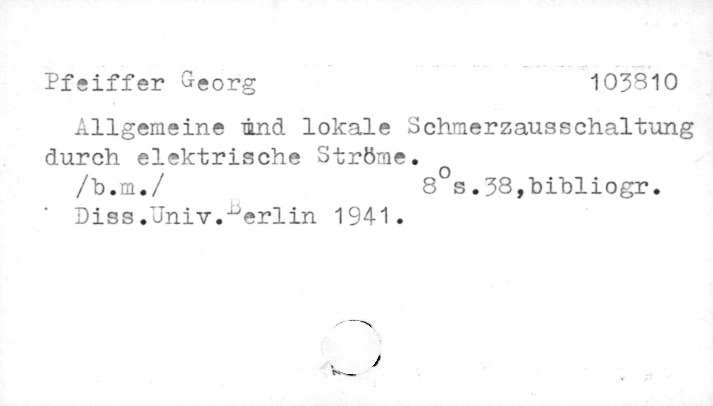 Pfeiffer Georg 103810
Allgemeine und lokale Schmerzausschaltung
durch elektrische Ströme.
/b.m./ 8°s.38,bibliogr.
Diss.Univ.Berlin 1941.